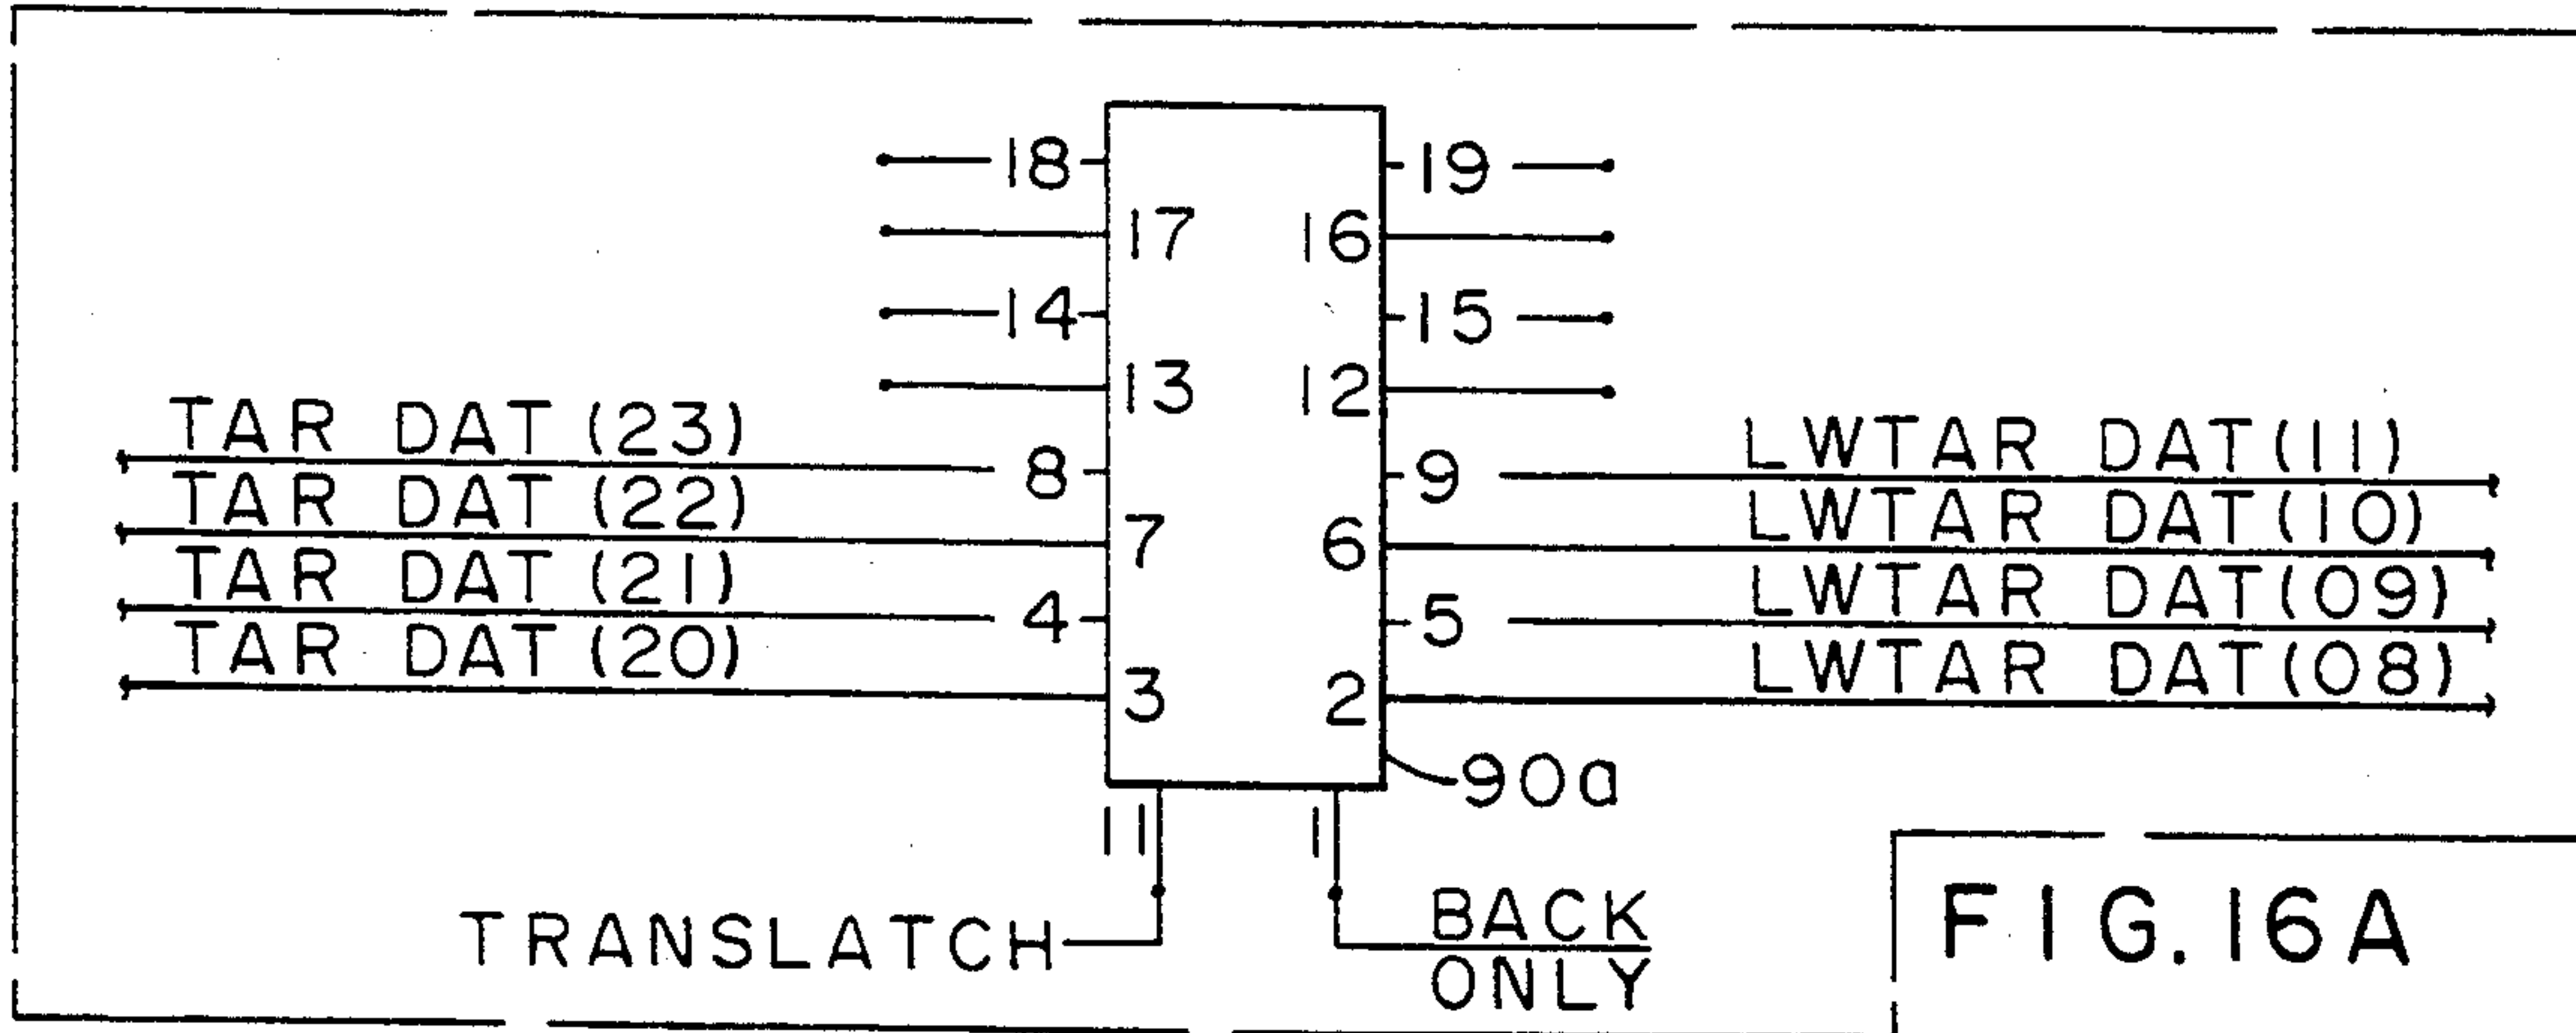 18 19
17 16
14 15
13 12
TAR DAT (23) 8 9 LWTAR DAT(11)
TAR DAT (22) 7 6 LWTAR DAT(10)
TAR DAT (21) 4 5 LWTAR DAT(09)
TAR DAT (20) 3 2 LWTAR DAT(08)
90a
11 1
TRANSLATCH
BACK
ONLY
FIG. 16A